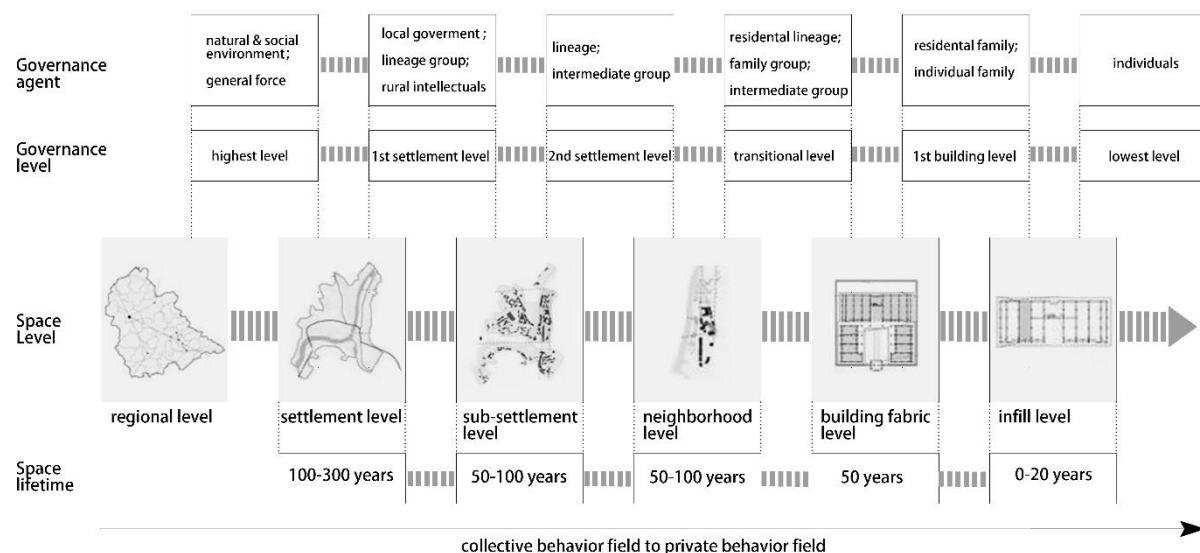 Governance
agent
natural & social
environment;
general force
local goverment ;
lineage group;
rural intellectuals
lineage;
intermediate group
residental lineage;
family group;
intermediate group
residental family;
individual family
individuals
Governance
level
highest level
1st settlement level
2nd settlement level
transitional level
1st building level
lowest level
Space
Level
regional level
settlement level
sub-settlement
level
neighborhood
level
building fabric
level
infill level
Space
lifetime
100-300 years
50-100 years
50-100 years
50 years
0-20 years
collective behavior field to private behavior field